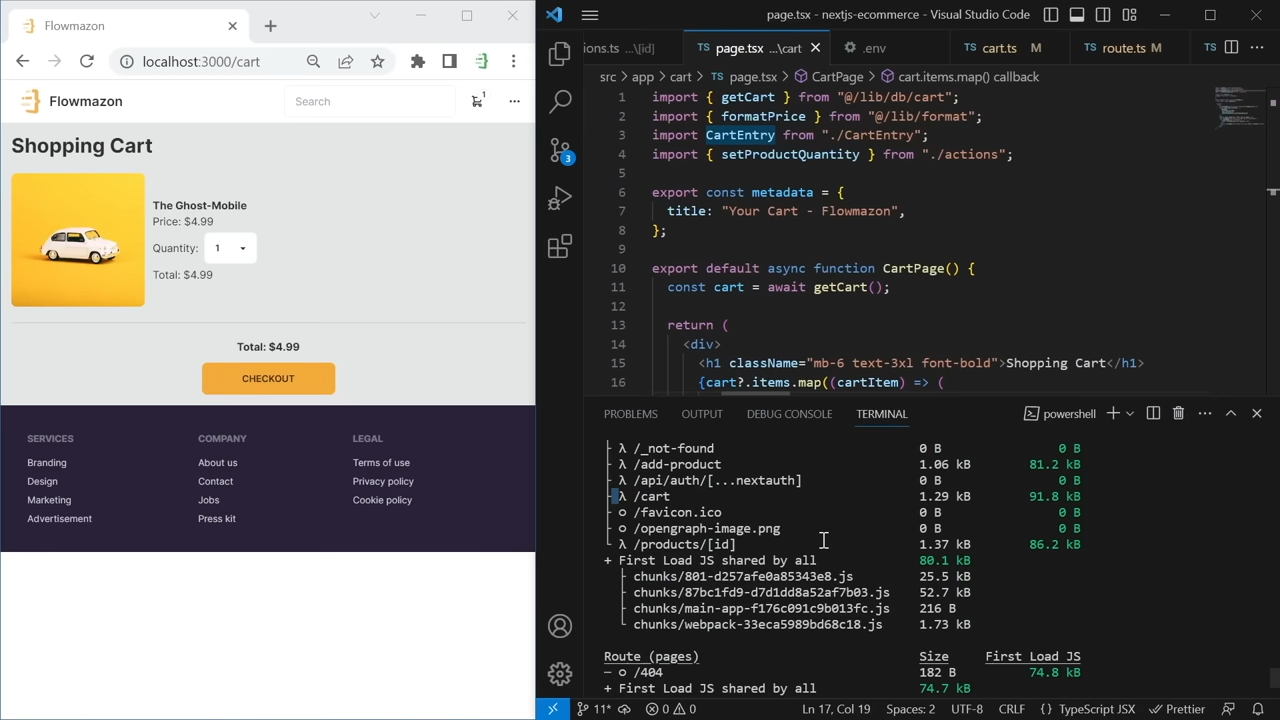 Flowmazon
localhost:3000/cart
Flowmazon
Search
1
Shopping Cart
The Ghost-Mobile
Price: $4.99
Quantity: 1
Total: $4.99
Total: $4.99
CHECKOUT
SERVICES COMPANY LEGAL
Branding About us Terms of use
Design Contact Privacy policy
Marketing Jobs Cookie policy
Advertisement Press kit
page.tsx - nextjs-ecommerce - Visual Studio Code
ions.ts ...\[id] TS page.tsx ...\cart .env TS cart.ts M TS route.ts M TS
src > app > cart > page.tsx > CartPage > cart.items.map() callback
1 import { getCart } from "@/lib/db/cart";
2 import { formatPrice } from "@/lib/format";
3 import CartEntry from "./CartEntry";
4 import { setProductQuantity } from "./actions";
5
6 export const metadata = {
7 title: "Your Cart - Flowmazon",
8 };
9
10 export default async function CartPage() {
11 const cart = await getCart();
12
13 return (
14 <div>
15 <h1 className="mb-6 text-3xl font-bold">Shopping Cart</h1>
16 {cart?.items.map((cartItem) => (
3
PROBLEMS OUTPUT DEBUG CONSOLE TERMINAL powershell
├ λ /_not-found 0 B 0 B
├ λ /add-product 1.06 kB 81.2 kB
├ λ /api/auth/[...nextauth] 0 B 0 B
├ λ /cart 1.29 kB 91.8 kB
├ ○ /favicon.ico 0 B 0 B
├ ○ /opengraph-image.png 0 B 0 B
└ λ /products/[id] 1.37 kB 86.2 kB
+ First Load JS shared by all 80.1 kB
├ chunks/801-d257afe0a85343e8.js 25.5 kB
├ chunks/87bc1fd9-d7d1dd8a52af7b03.js 52.7 kB
├ chunks/main-app-f176c091c9b013fc.js 216 B
└ chunks/webpack-33eca5989bd68c18.js 1.73 kB
Route (pages) Size First Load JS
─ ○ /404 182 B 74.8 kB
+ First Load JS shared by all 74.7 kB
11* 0 0 Ln 17, Col 19 Spaces: 2 UTF-8 CRLF {} TypeScript JSX Prettier